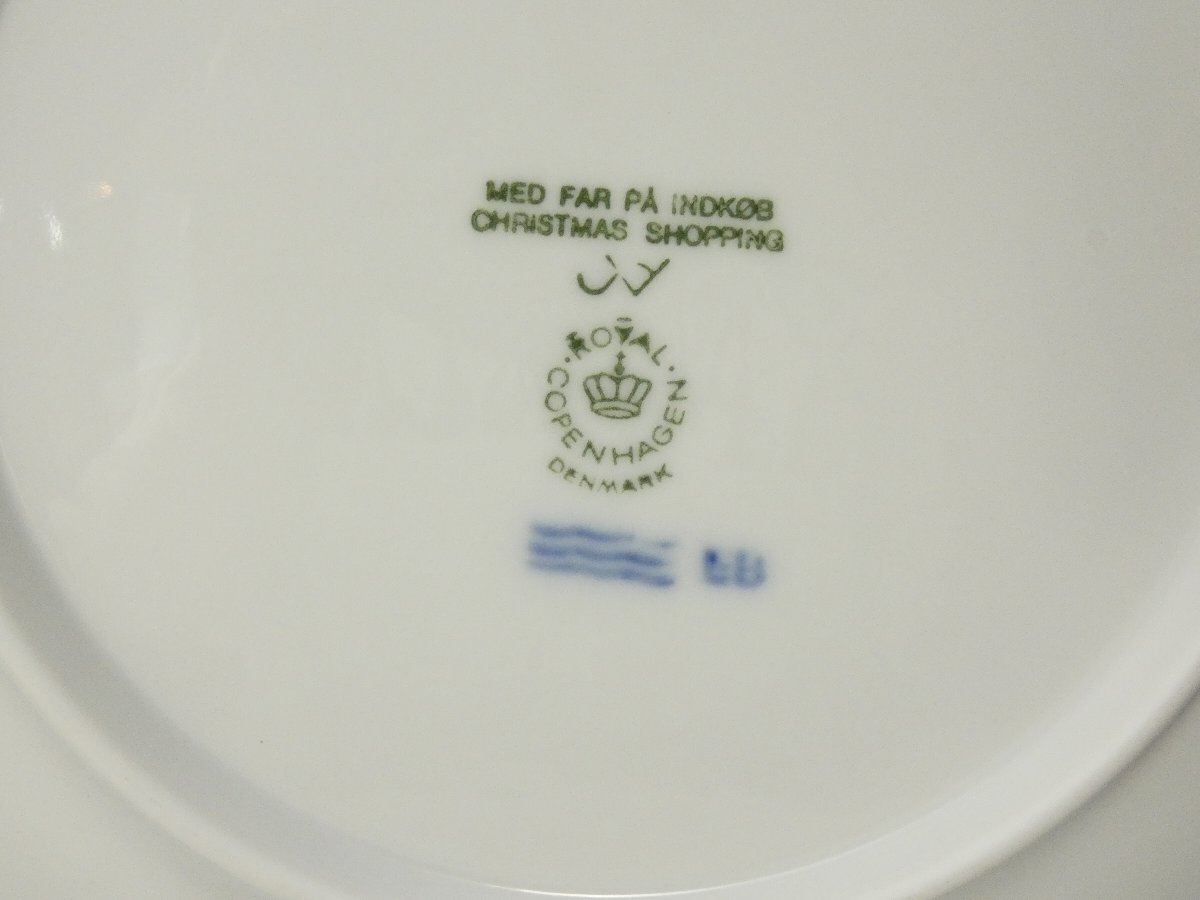 MED FAR PÅ INDKØB
CHRISTMAS SHOPPING
ROYAL
COPENHAGEN
DENMARK